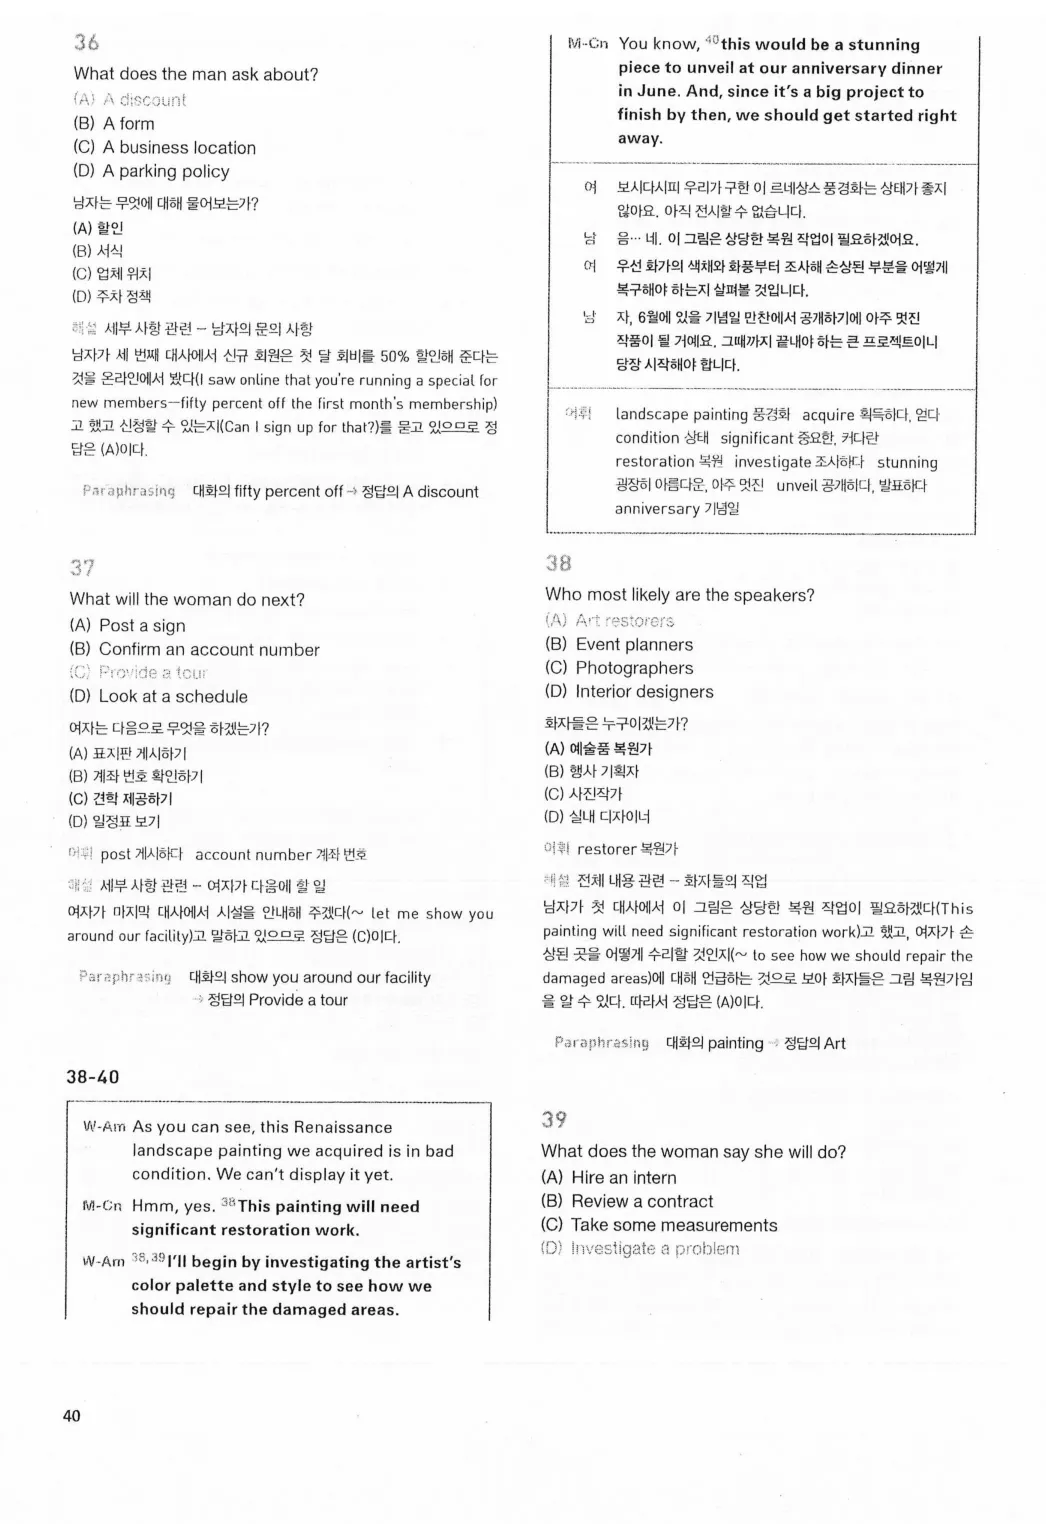 36
What does the man ask about?
(A) A discount
(B) A form
(C) A business location
(D) A parking policy
남자는 무엇에 대해 물어보는가?
(A) 할인
(B) 서식
(C) 업체 위치
(D) 주차 정책
해설 세부 사항 관련 – 남자의 문의 사항
남자가 세 번째 대사에서 신규 회원은 첫 달 회비를 50% 할인해 준다는
것을 온라인에서 봤다(I saw online that you're running a special for
new members—fifty percent off the first month's membership)
고 했고 신청할 수 있는지(Can I sign up for that?)를 묻고 있으므로 정
답은 (A)이다.
Paraphrasing 대화의 fifty percent off → 정답의 A discount
37
What will the woman do next?
(A) Post a sign
(B) Confirm an account number
(C) Provide a tour
(D) Look at a schedule
여자는 다음으로 무엇을 하겠는가?
(A) 표지판 게시하기
(B) 계좌 번호 확인하기
(C) 견학 제공하기
(D) 일정표 보기
어휘 post 게시하다 account number 계좌 번호
해설 세부 사항 관련 – 여자가 다음에 할 일
여자가 마지막 대사에서 시설을 안내해 주겠다(~ let me show you
around our facility)고 말하고 있으므로 정답은 (C)이다.
Paraphrasing 대화의 show you around our facility
→ 정답의 Provide a tour
38-40
W-Am As you can see, this Renaissance
landscape painting we acquired is in bad
condition. We can't display it yet.
M-Cn Hmm, yes. 38This painting will need
significant restoration work.
W-Am 38,39I'll begin by investigating the artist's
color palette and style to see how we
should repair the damaged areas.
M-Cn You know, 40this would be a stunning
piece to unveil at our anniversary dinner
in June. And, since it's a big project to
finish by then, we should get started right
away.
여 보시다시피 우리가 구한 이 르네상스 풍경화는 상태가 좋지
않아요. 아직 전시할 수 없습니다.
남 음… 네. 이 그림은 상당한 복원 작업이 필요하겠어요.
여 우선 화가의 색채와 화풍부터 조사해 손상된 부분을 어떻게
복구해야 하는지 살펴볼 것입니다.
남 자, 6월에 있을 기념일 만찬에서 공개하기에 아주 멋진
작품이 될 거예요. 그때까지 끝내야 하는 큰 프로젝트이니
당장 시작해야 합니다.
어휘 landscape painting 풍경화 acquire 획득하다, 얻다
condition 상태 significant 중요한, 커다란
restoration 복원 investigate 조사하다 stunning
굉장히 아름다운, 아주 멋진 unveil 공개하다, 발표하다
anniversary 기념일
38
Who most likely are the speakers?
(A) Art restorers
(B) Event planners
(C) Photographers
(D) Interior designers
화자들은 누구이겠는가?
(A) 예술품 복원가
(B) 행사 기획자
(C) 사진작가
(D) 실내 디자이너
어휘 restorer 복원가
해설 전체 내용 관련 – 화자들의 직업
남자가 첫 대사에서 이 그림은 상당한 복원 작업이 필요하겠다(This
painting will need significant restoration work)고 했고, 여자가 손
상된 곳을 어떻게 수리할 것인지(~ to see how we should repair the
damaged areas)에 대해 언급하는 것으로 보아 화자들은 그림 복원가임
을 알 수 있다. 따라서 정답은 (A)이다.
Paraphrasing 대화의 painting → 정답의 Art
39
What does the woman say she will do?
(A) Hire an intern
(B) Review a contract
(C) Take some measurements
(D) Investigate a problem
40